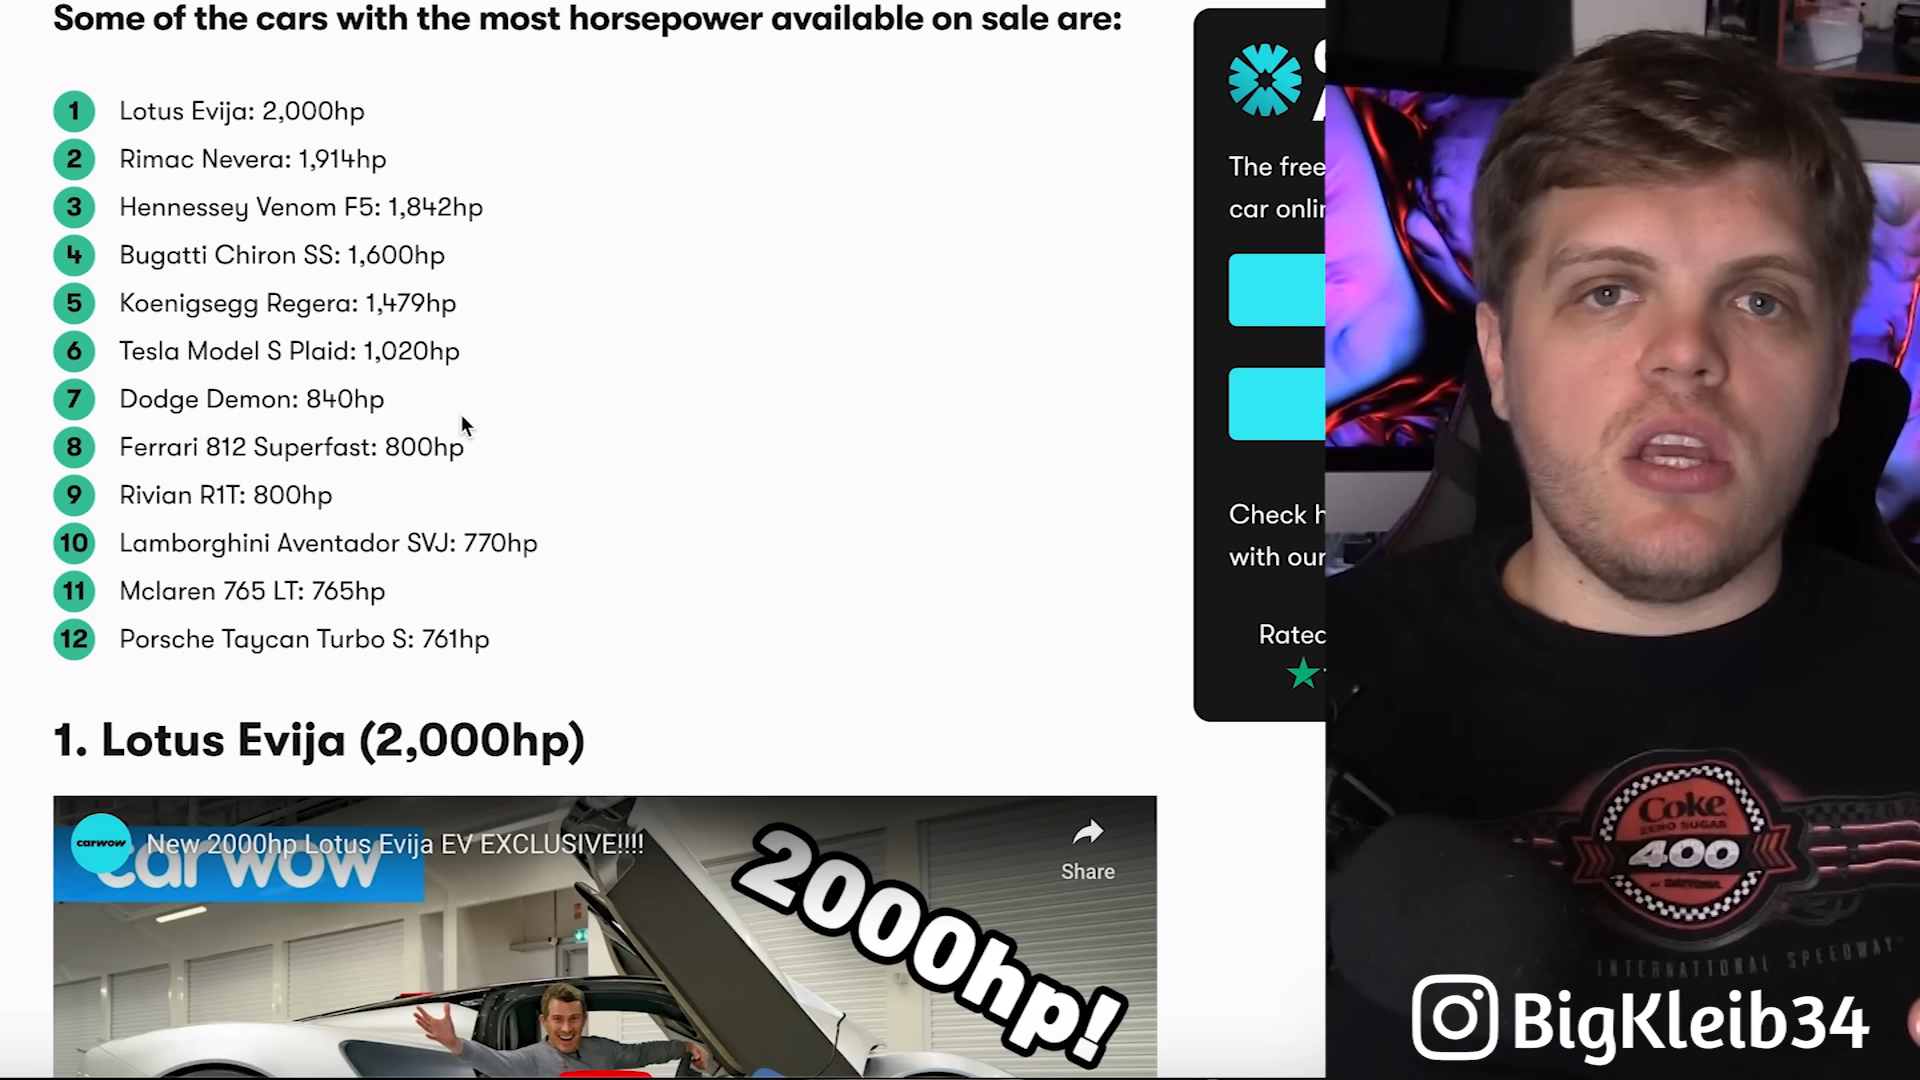 Some of the cars with the most horsepower available on sale are:
1 Lotus Evija: 2,000hp
2 Rimac Nevera: 1,914hp
3 Hennessey Venom F5: 1,842hp
4 Bugatti Chiron SS: 1,600hp
5 Koenigsegg Regera: 1,479hp
6 Tesla Model S Plaid: 1,020hp
7 Dodge Demon: 840hp
8 Ferrari 812 Superfast: 800hp
9 Rivian R1T: 800hp
10 Lamborghini Aventador SVJ: 770hp
11 Mclaren 765 LT: 765hp
12 Porsche Taycan Turbo S: 761hp
1. Lotus Evija (2,000hp)
carwow
New 2000hp Lotus Evija EV EXCLUSIVE!!!!
carwow
Share
2000hp!
The free
car onlin
Check h
with our
Rated
Coke
ZERO SUGAR
400
AT DAYTONA
INTERNATIONAL SPEEDWAY
BigKleib34